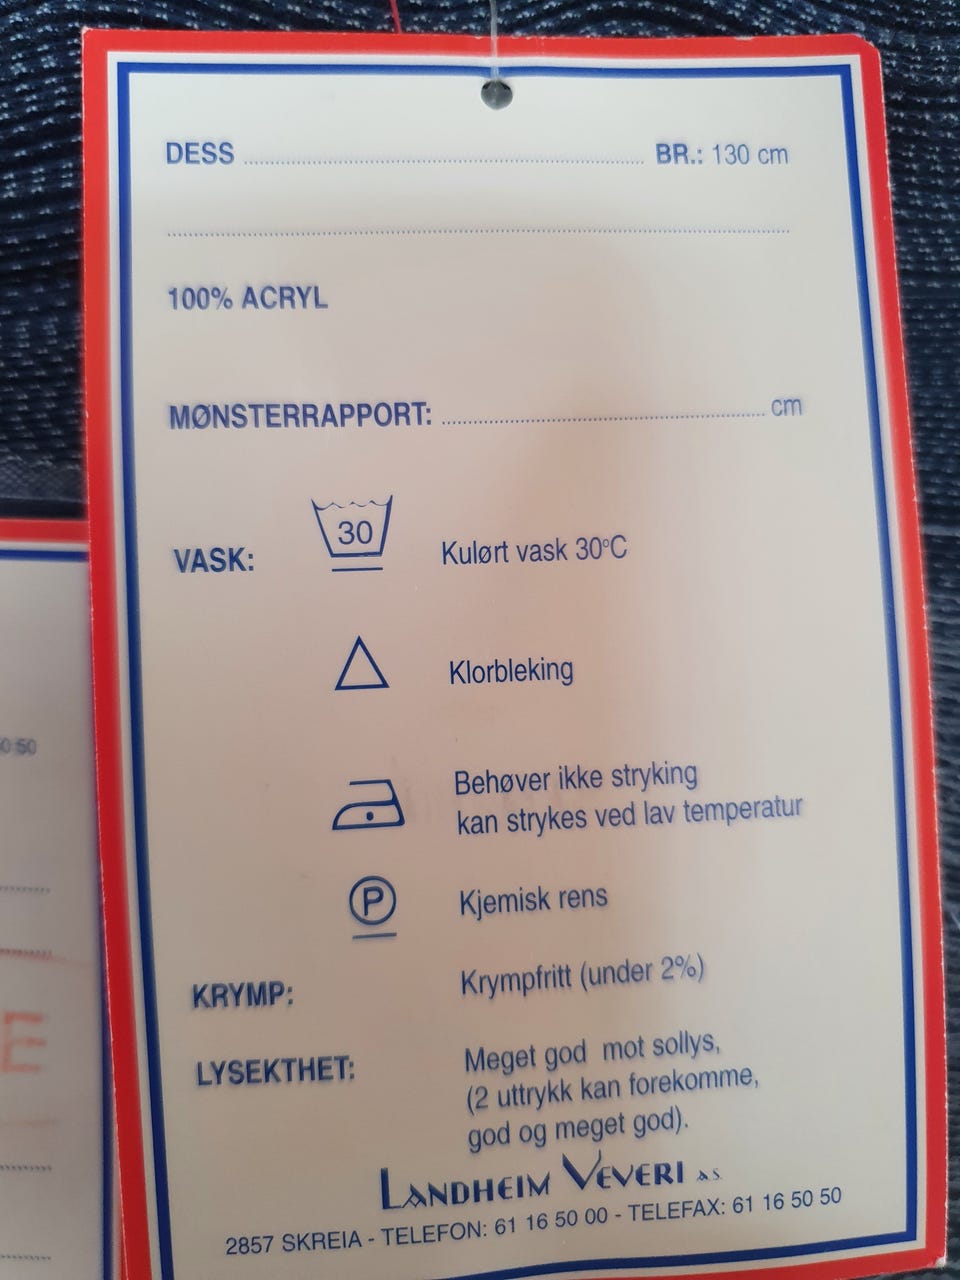 DESS ........ BR.: 130 cm
100% ACRYL
MØNSTERRAPPORT: ........ cm
VASK: 30 Kulørt vask 30°C
Klorbleking
Behøver ikke stryking
kan strykes ved lav temperatur
P Kjemisk rens
KRYMP: Krympfritt (under 2%)
LYSEKTHET: Meget god mot sollys,
(2 uttrykk kan forekomme,
god og meget god).
LANDHEIM VEVERI A.S
2857 SKREIA - TELEFON: 61 16 50 00 - TELEFAX: 61 16 50 50
0 50
E